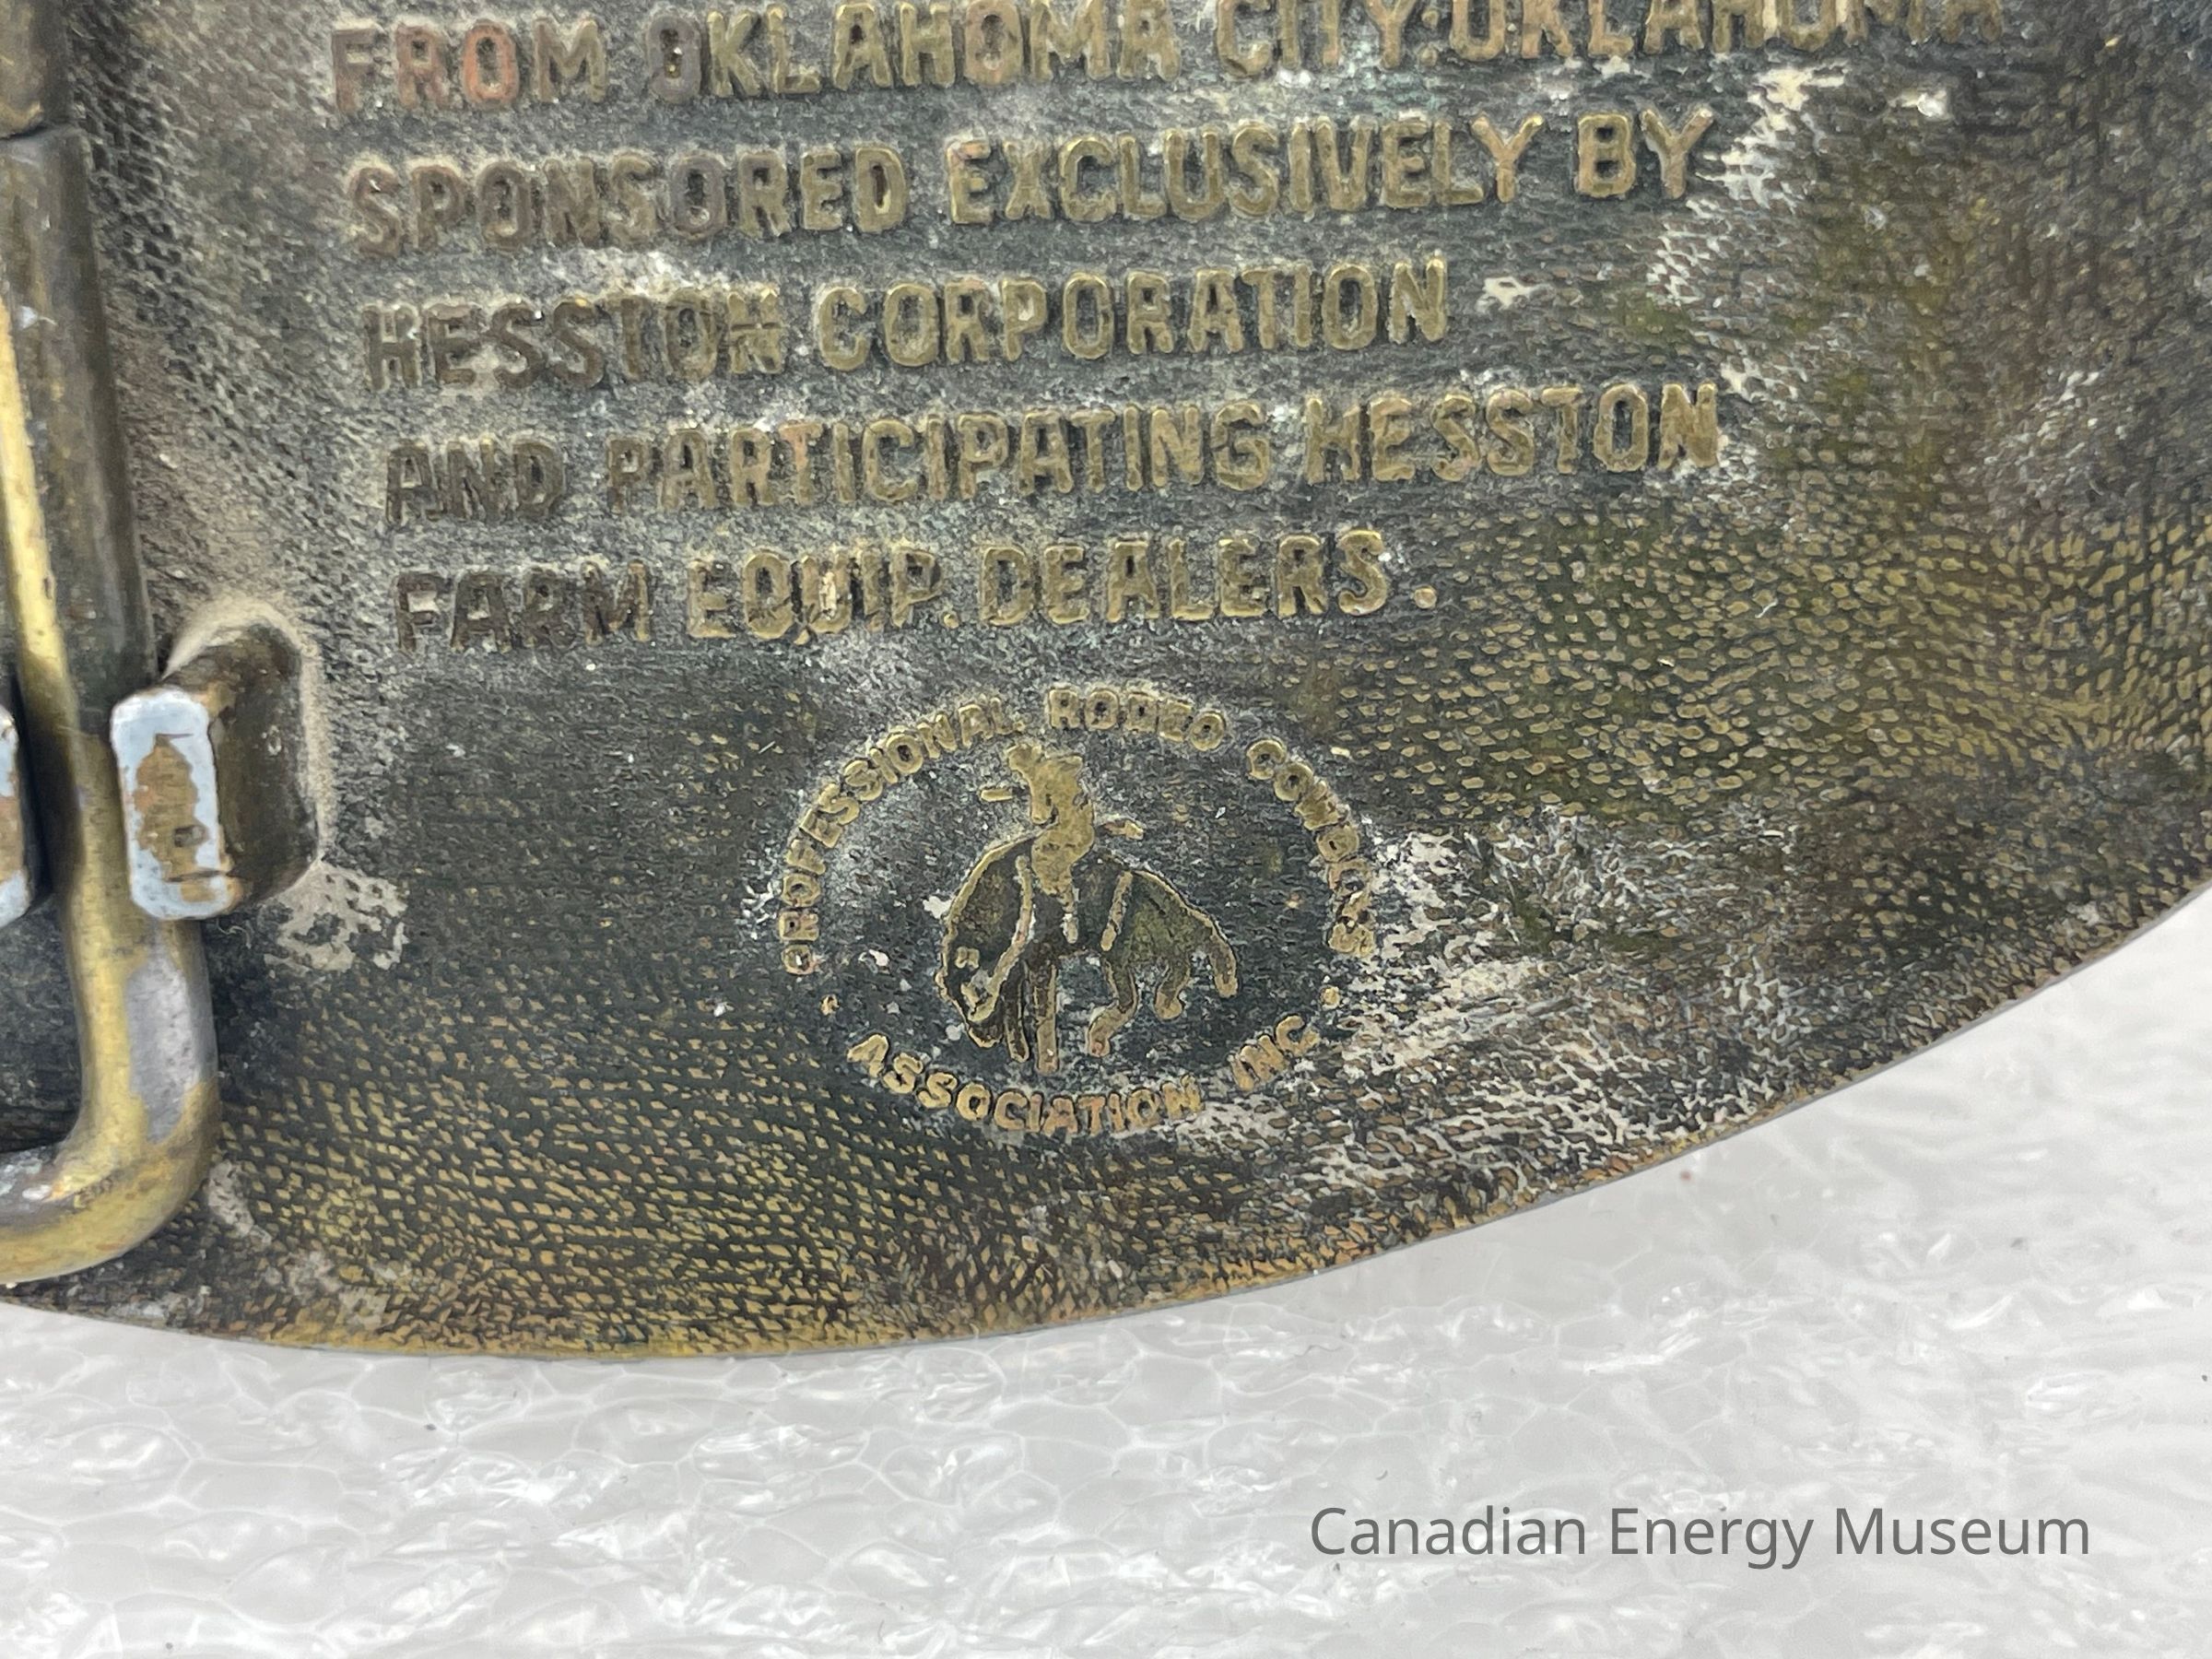 FROM OKLAHOMA CITY, OKLAHOMA
SPONSORED EXCLUSIVELY BY
HESSTON CORPORATION
AND PARTICIPATING HESSTON
FARM EQUIP. DEALERS.
PROFESSIONAL RODEO COWBOYS
ASSOCIATION INC.
Canadian Energy Museum